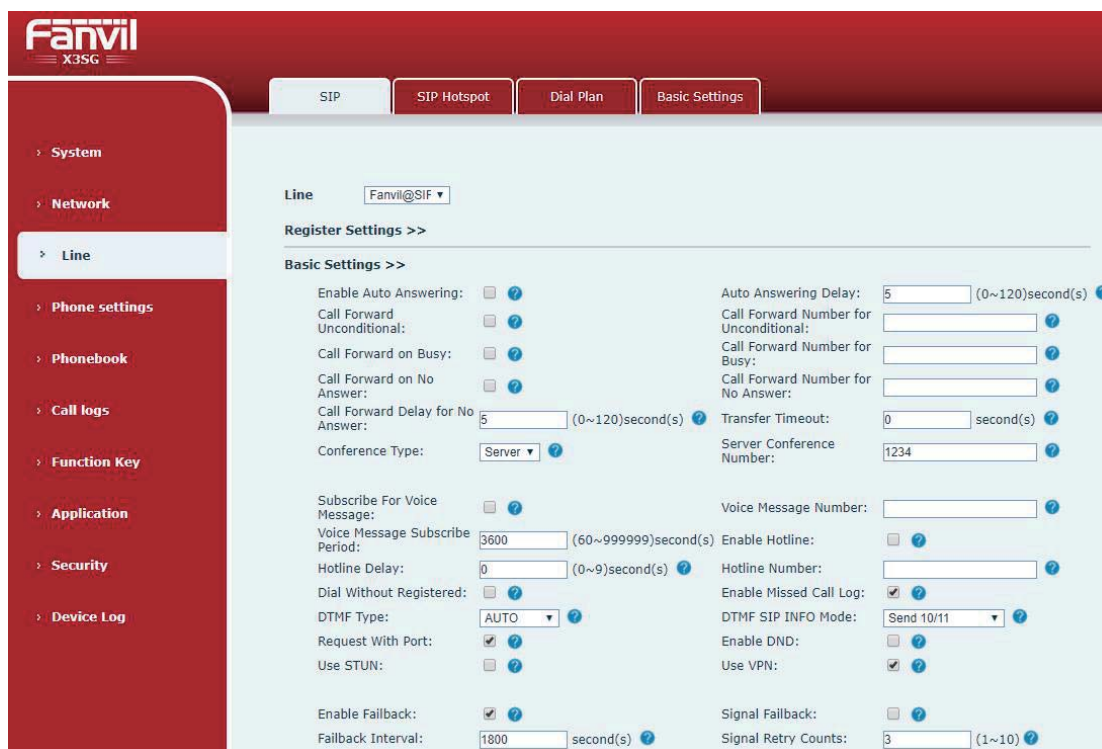 Fanvil
X3SG
SIP
SIP Hotspot
Dial Plan
Basic Settings
System
Network
Line
Phone settings
Phonebook
Call logs
Function Key
Application
Security
Device Log
Line Fanvil@SIF
Register Settings >>
Basic Settings >>
Enable Auto Answering: Auto Answering Delay: 5 (0~120)second(s)
Call Forward Call Forward Number for
Unconditional: Unconditional:
Call Forward on Busy: Call Forward Number for
Busy:
Call Forward on No Call Forward Number for
Answer: No Answer:
Call Forward Delay for No
Answer: 5 (0~120)second(s) Transfer Timeout: 0 second(s)
Conference Type: Server Server Conference
Number: 1234
Subscribe For Voice
Message: Voice Message Number:
Voice Message Subscribe
Period: 3600 (60~999999)second(s) Enable Hotline:
Hotline Delay: 0 (0~9)second(s) Hotline Number:
Dial Without Registered: Enable Missed Call Log:
DTMF Type: AUTO DTMF SIP INFO Mode: Send 10/11
Request With Port: Enable DND:
Use STUN: Use VPN:
Enable Failback: Signal Failback:
Failback Interval: 1800 second(s) Signal Retry Counts: 3 (1~10)